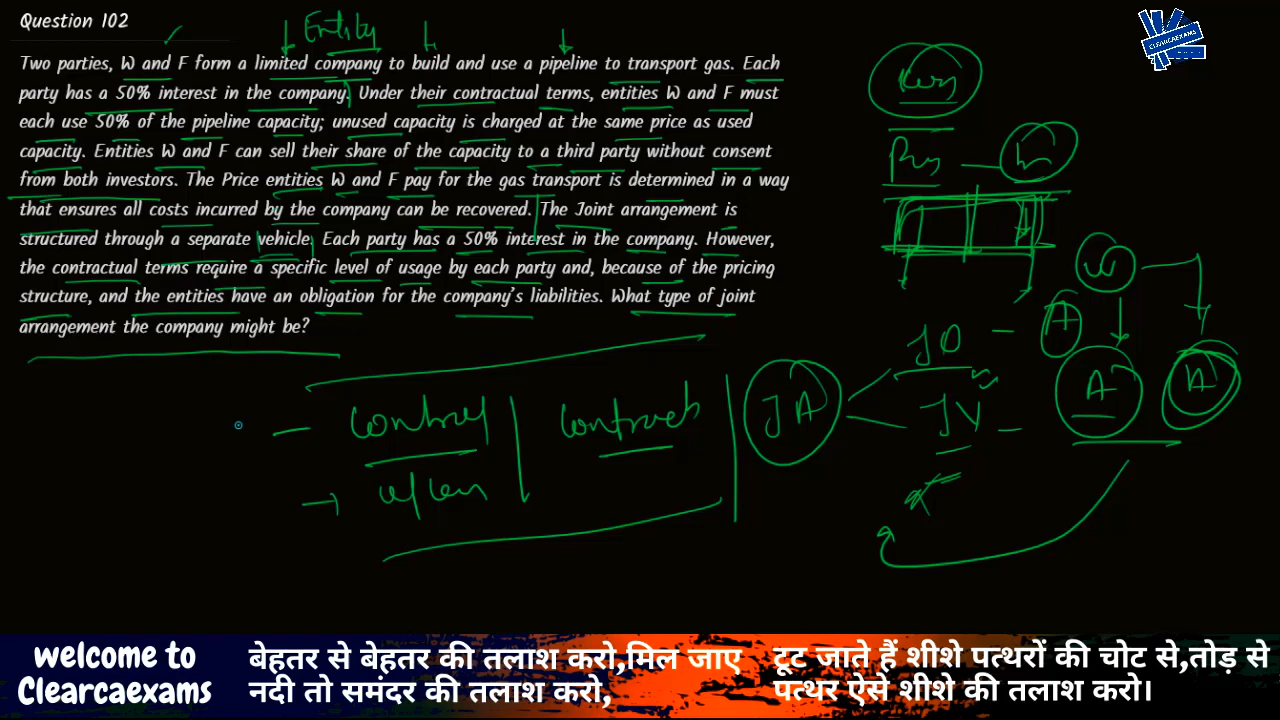 Question 102
Entity
Two parties, W and F form a limited company to build and use a pipeline to transport gas. Each
party has a 50% interest in the company. Under their contractual terms, entities W and F must
each use 50% of the pipeline capacity; unused capacity is charged at the same price as used
capacity. Entities W and F can sell their share of the capacity to a third party without consent
from both investors. The Price entities W and F pay for the gas transport is determined in a way
that ensures all costs incurred by the company can be recovered. The Joint arrangement is
structured through a separate vehicle. Each party has a 50% interest in the company. However,
the contractual terms require a specific level of usage by each party and, because of the pricing
structure, and the entities have an obligation for the company's liabilities. What type of joint
arrangement the company might be?
CLEARCAEXAMS
W
JO - A
JA
JV - A
welcome to
Clearcaexams
बेहतर से बेहतर की तलाश करो,मिल जाए
नदी तो समंदर की तलाश करो,
टूट जाते हैं शीशे पत्थरों की चोट से,तोड़ से
पत्थर ऐसे शीशे की तलाश करो।